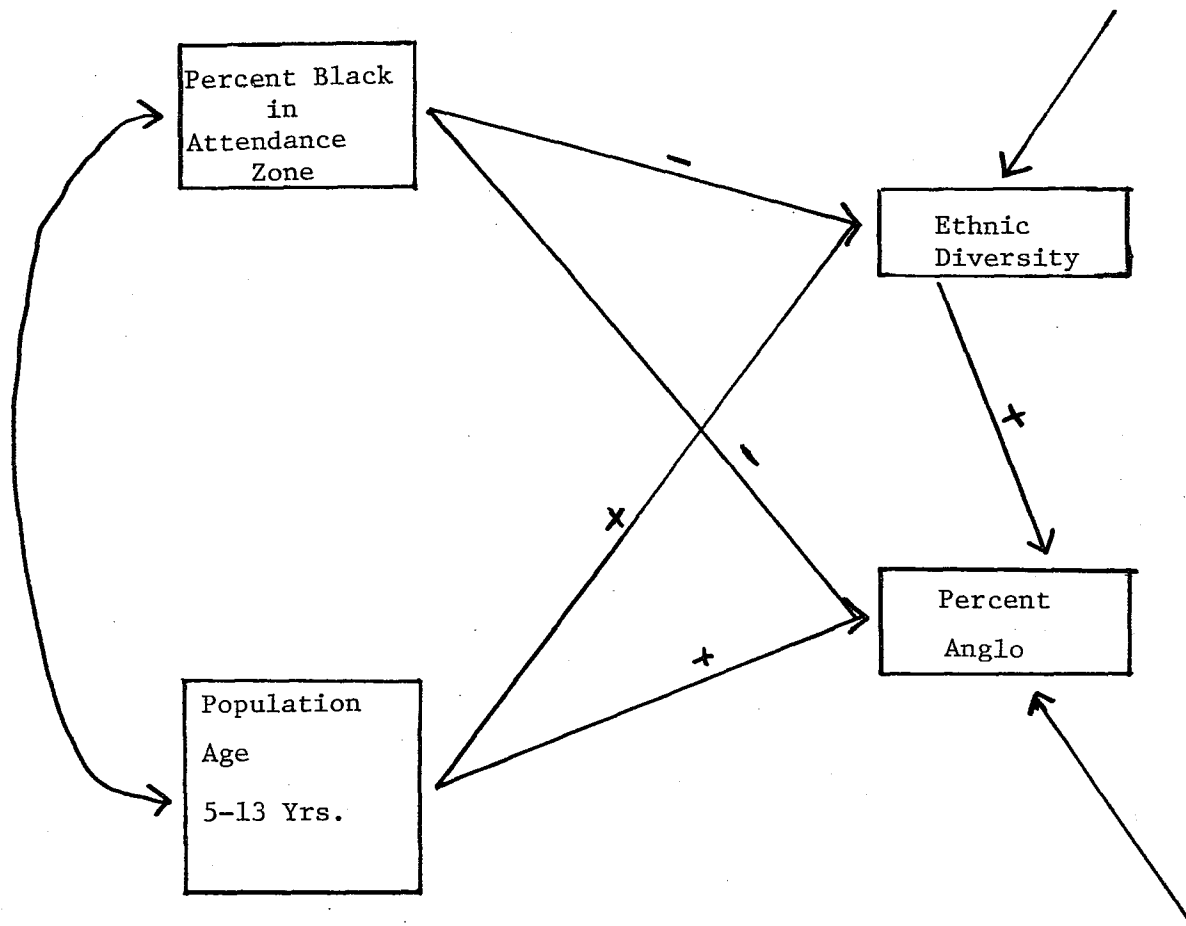 Percent Black
in
Attendance
Zone
-
Ethnic
Diversity
+
-
x
Percent
Anglo
+
Population
Age
5-13 Yrs.